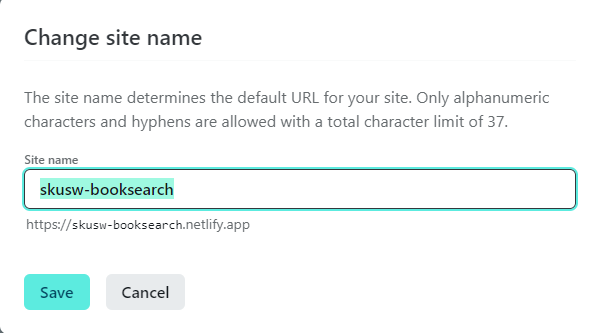 Change site name
The site name determines the default URL for your site. Only alphanumeric
characters and hyphens are allowed with a total character limit of 37.
Site name
skusw-booksearch
https://skusw-booksearch.netlify.app
Save Cancel